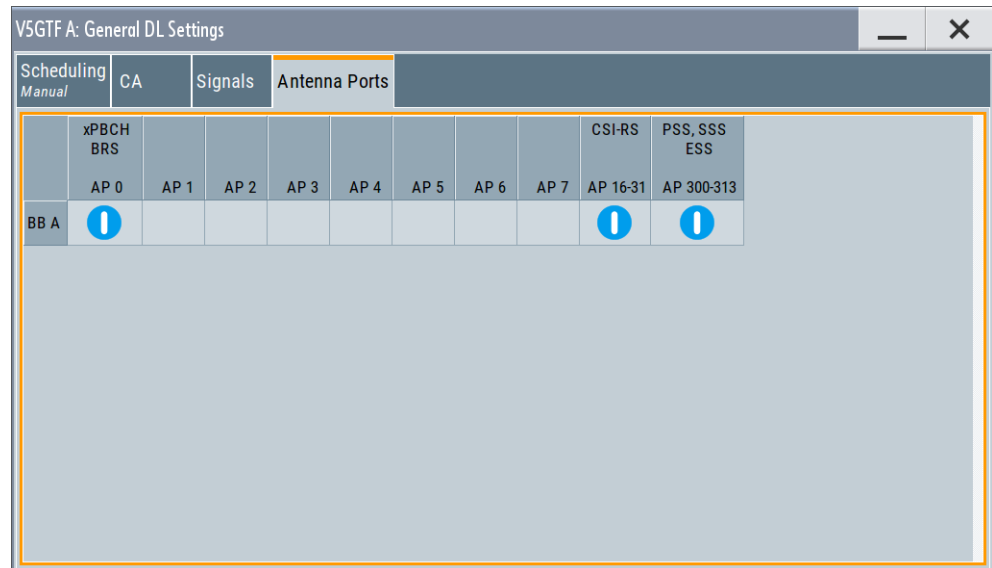 V5GTF A: General DL Settings
Scheduling
Manual
CA
Signals
Antenna Ports
xPBCH
BRS
CSI-RS
PSS, SSS
ESS
AP 0
AP 1
AP 2
AP 3
AP 4
AP 5
AP 6
AP 7
AP 16-31
AP 300-313
BB A